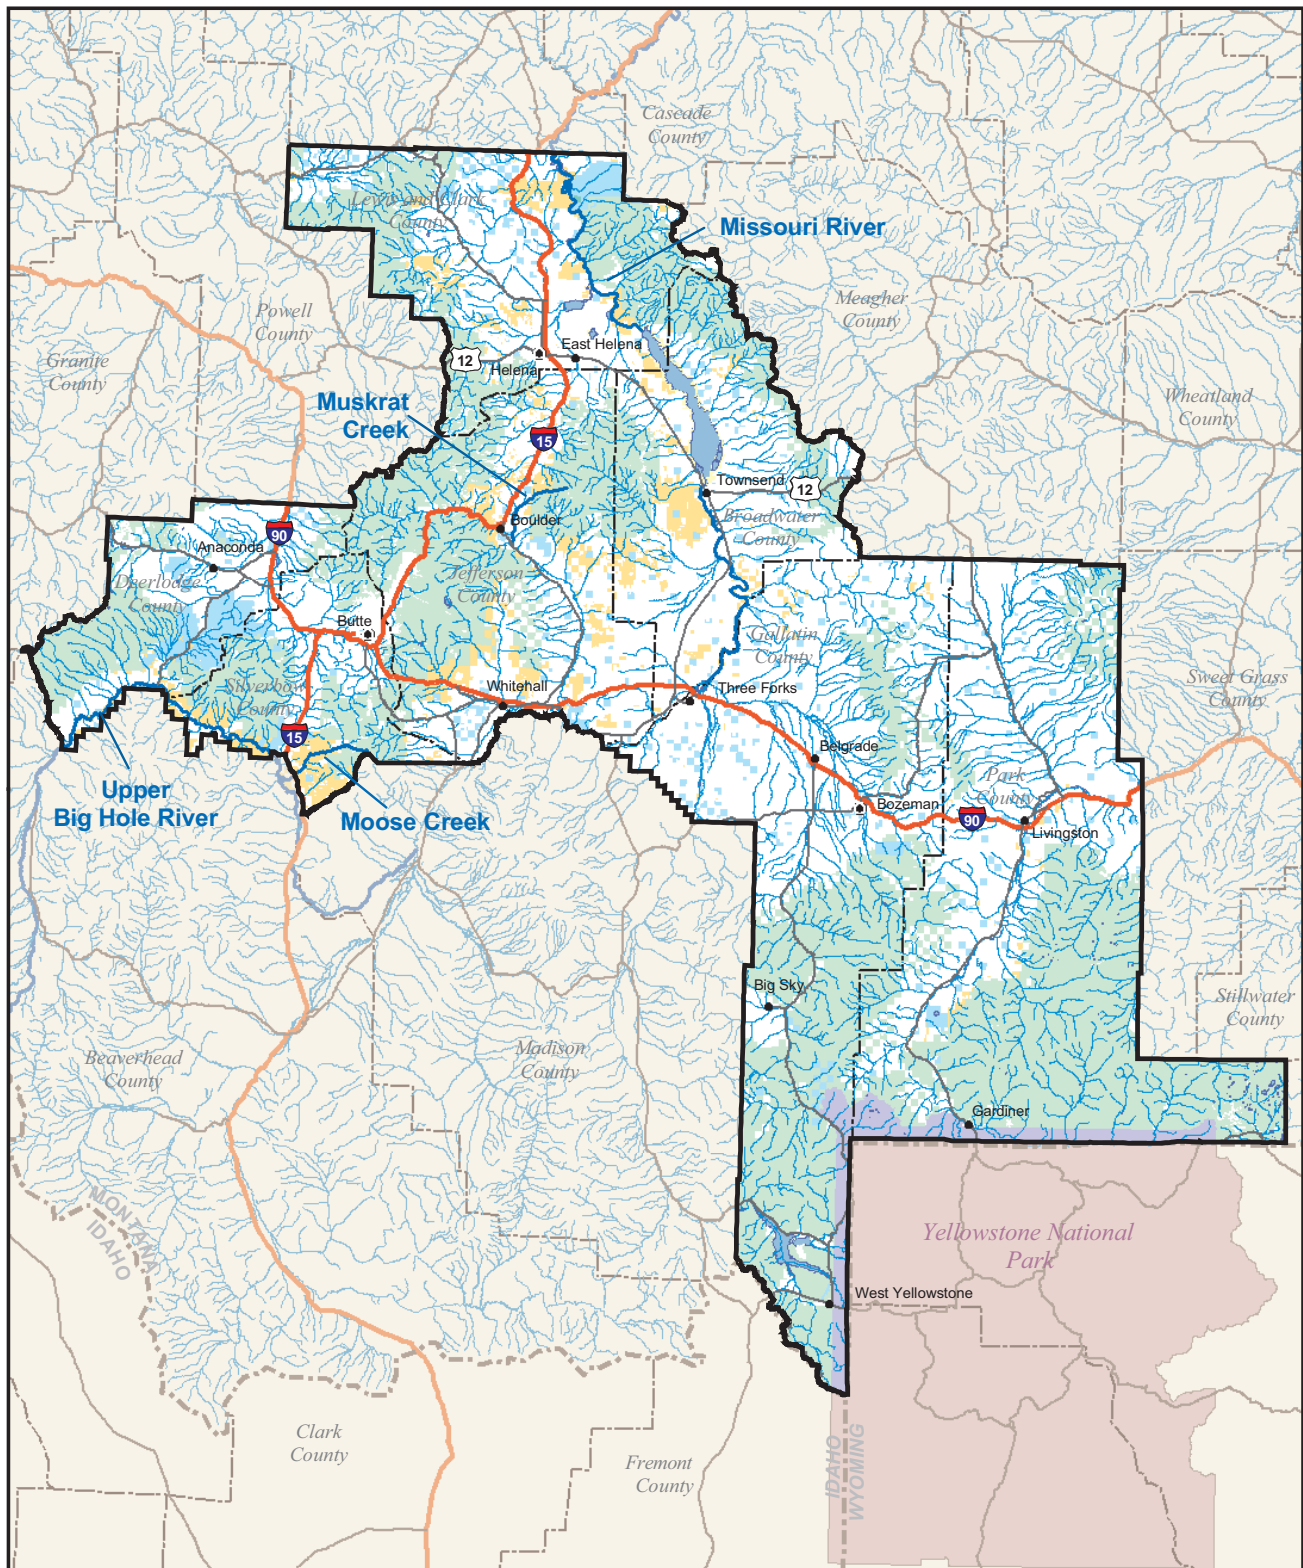 Cascade
County
Lewis and Clark
County
Missouri River
Meagher
County
Powell
County
Granite
County
12
East Helena
Helena
Wheatland
County
Muskrat
Creek
15
Townsend
12
Broadwater
County
Boulder
90
Anaconda
Deerlodge
County
Jefferson
County
Butte
Gallatin
County
Whitehall
Three Forks
Sweet Grass
County
Silverbow
County
15
Belgrade
Park
County
Upper
Big Hole River
Moose Creek
Bozeman
90
Livingston
Big Sky
Stillwater
County
Beaverhead
County
Madison
County
Gardiner
MONTANA
IDAHO
Yellowstone National
Park
West Yellowstone
Clark
County
Fremont
County
IDAHO
WYOMING